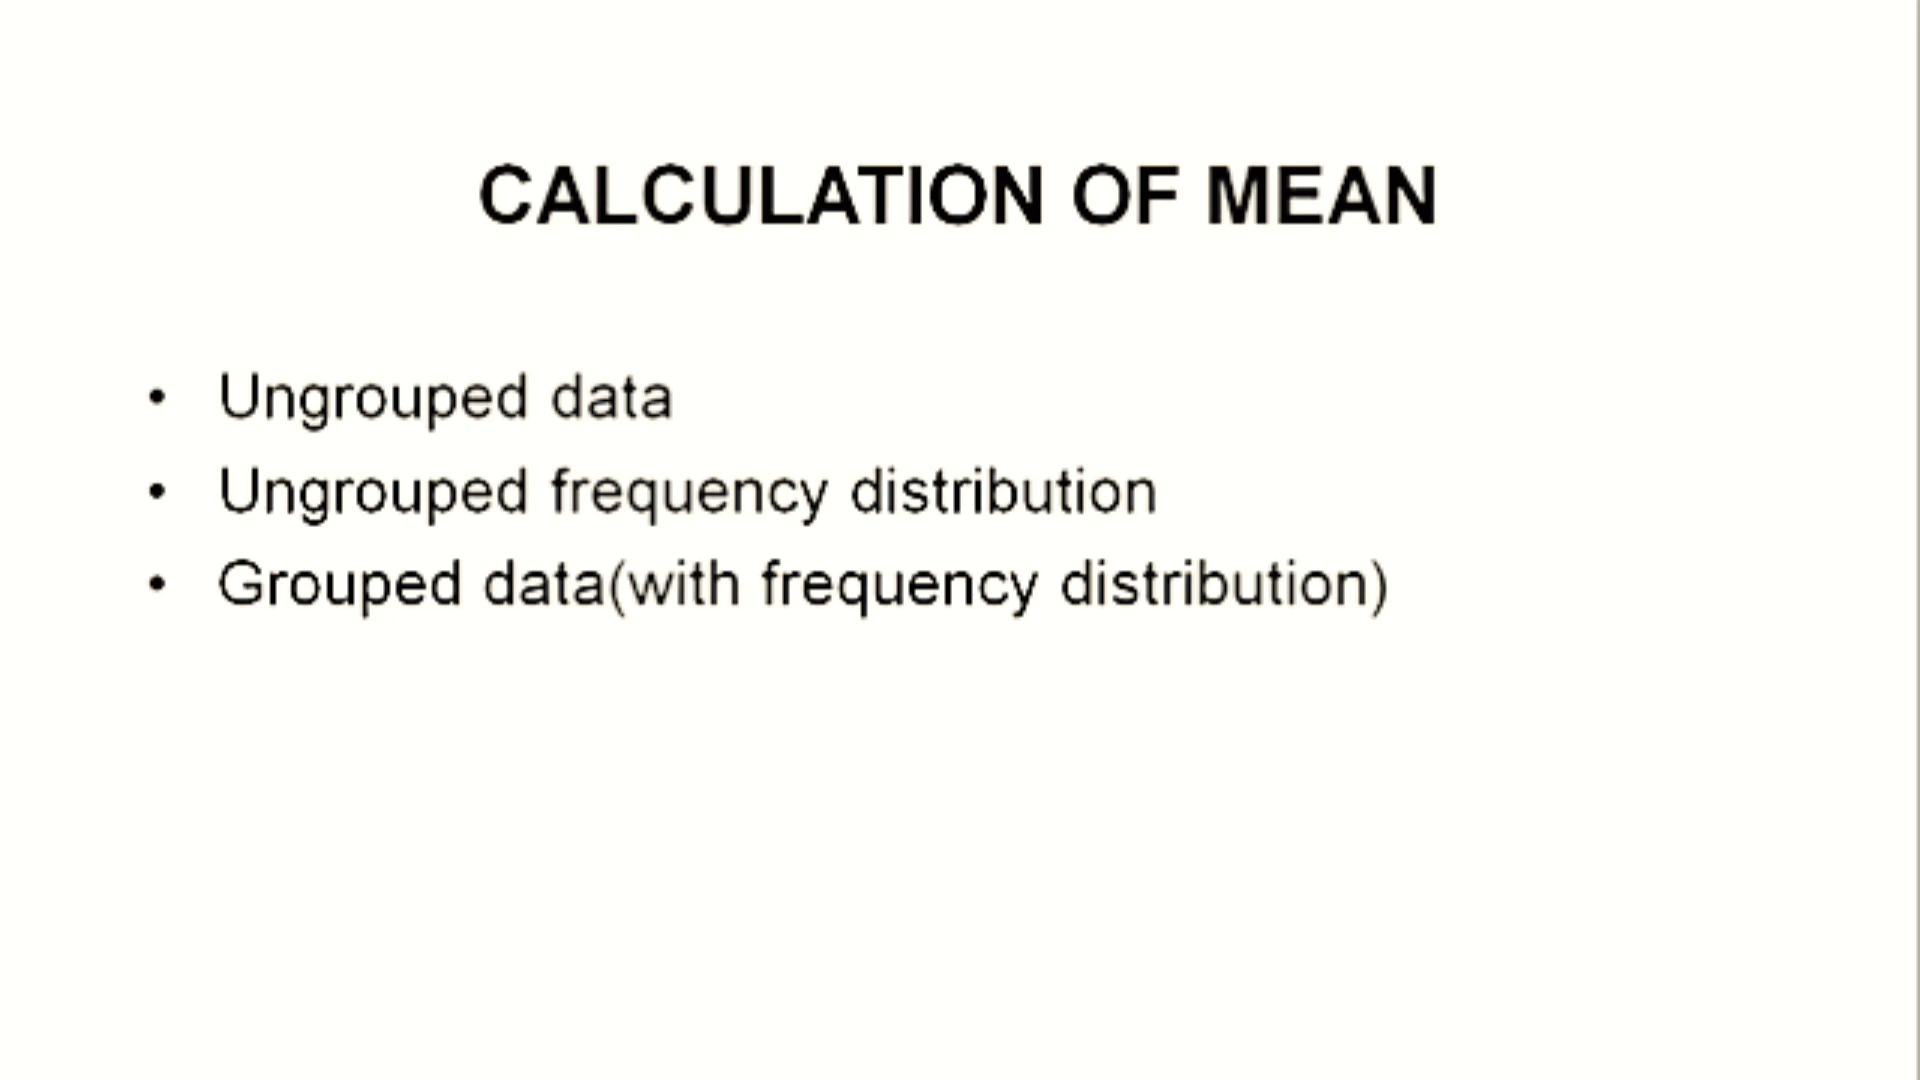 CALCULATION OF MEAN
• Ungrouped data
• Ungrouped frequency distribution
• Grouped data(with frequency distribution)